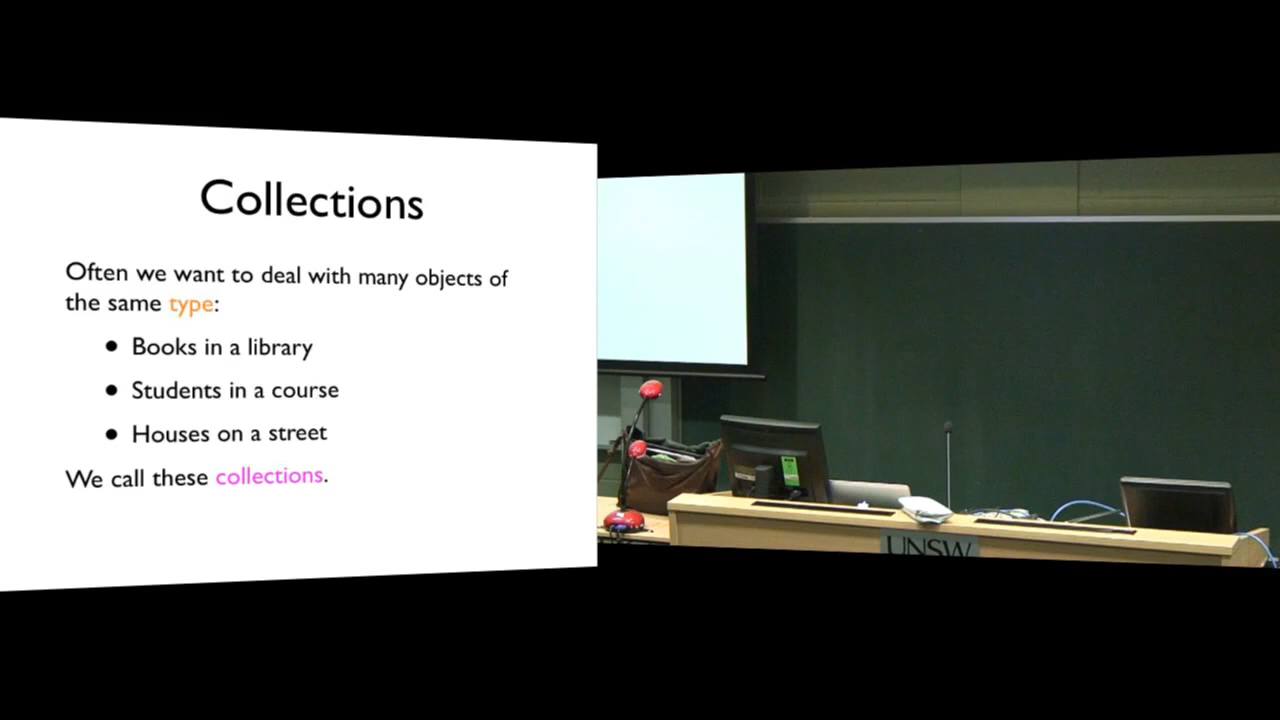 Collections
Often we want to deal with many objects of
the same type:
• Books in a library
• Students in a course
• Houses on a street
We call these collections.
UNSW